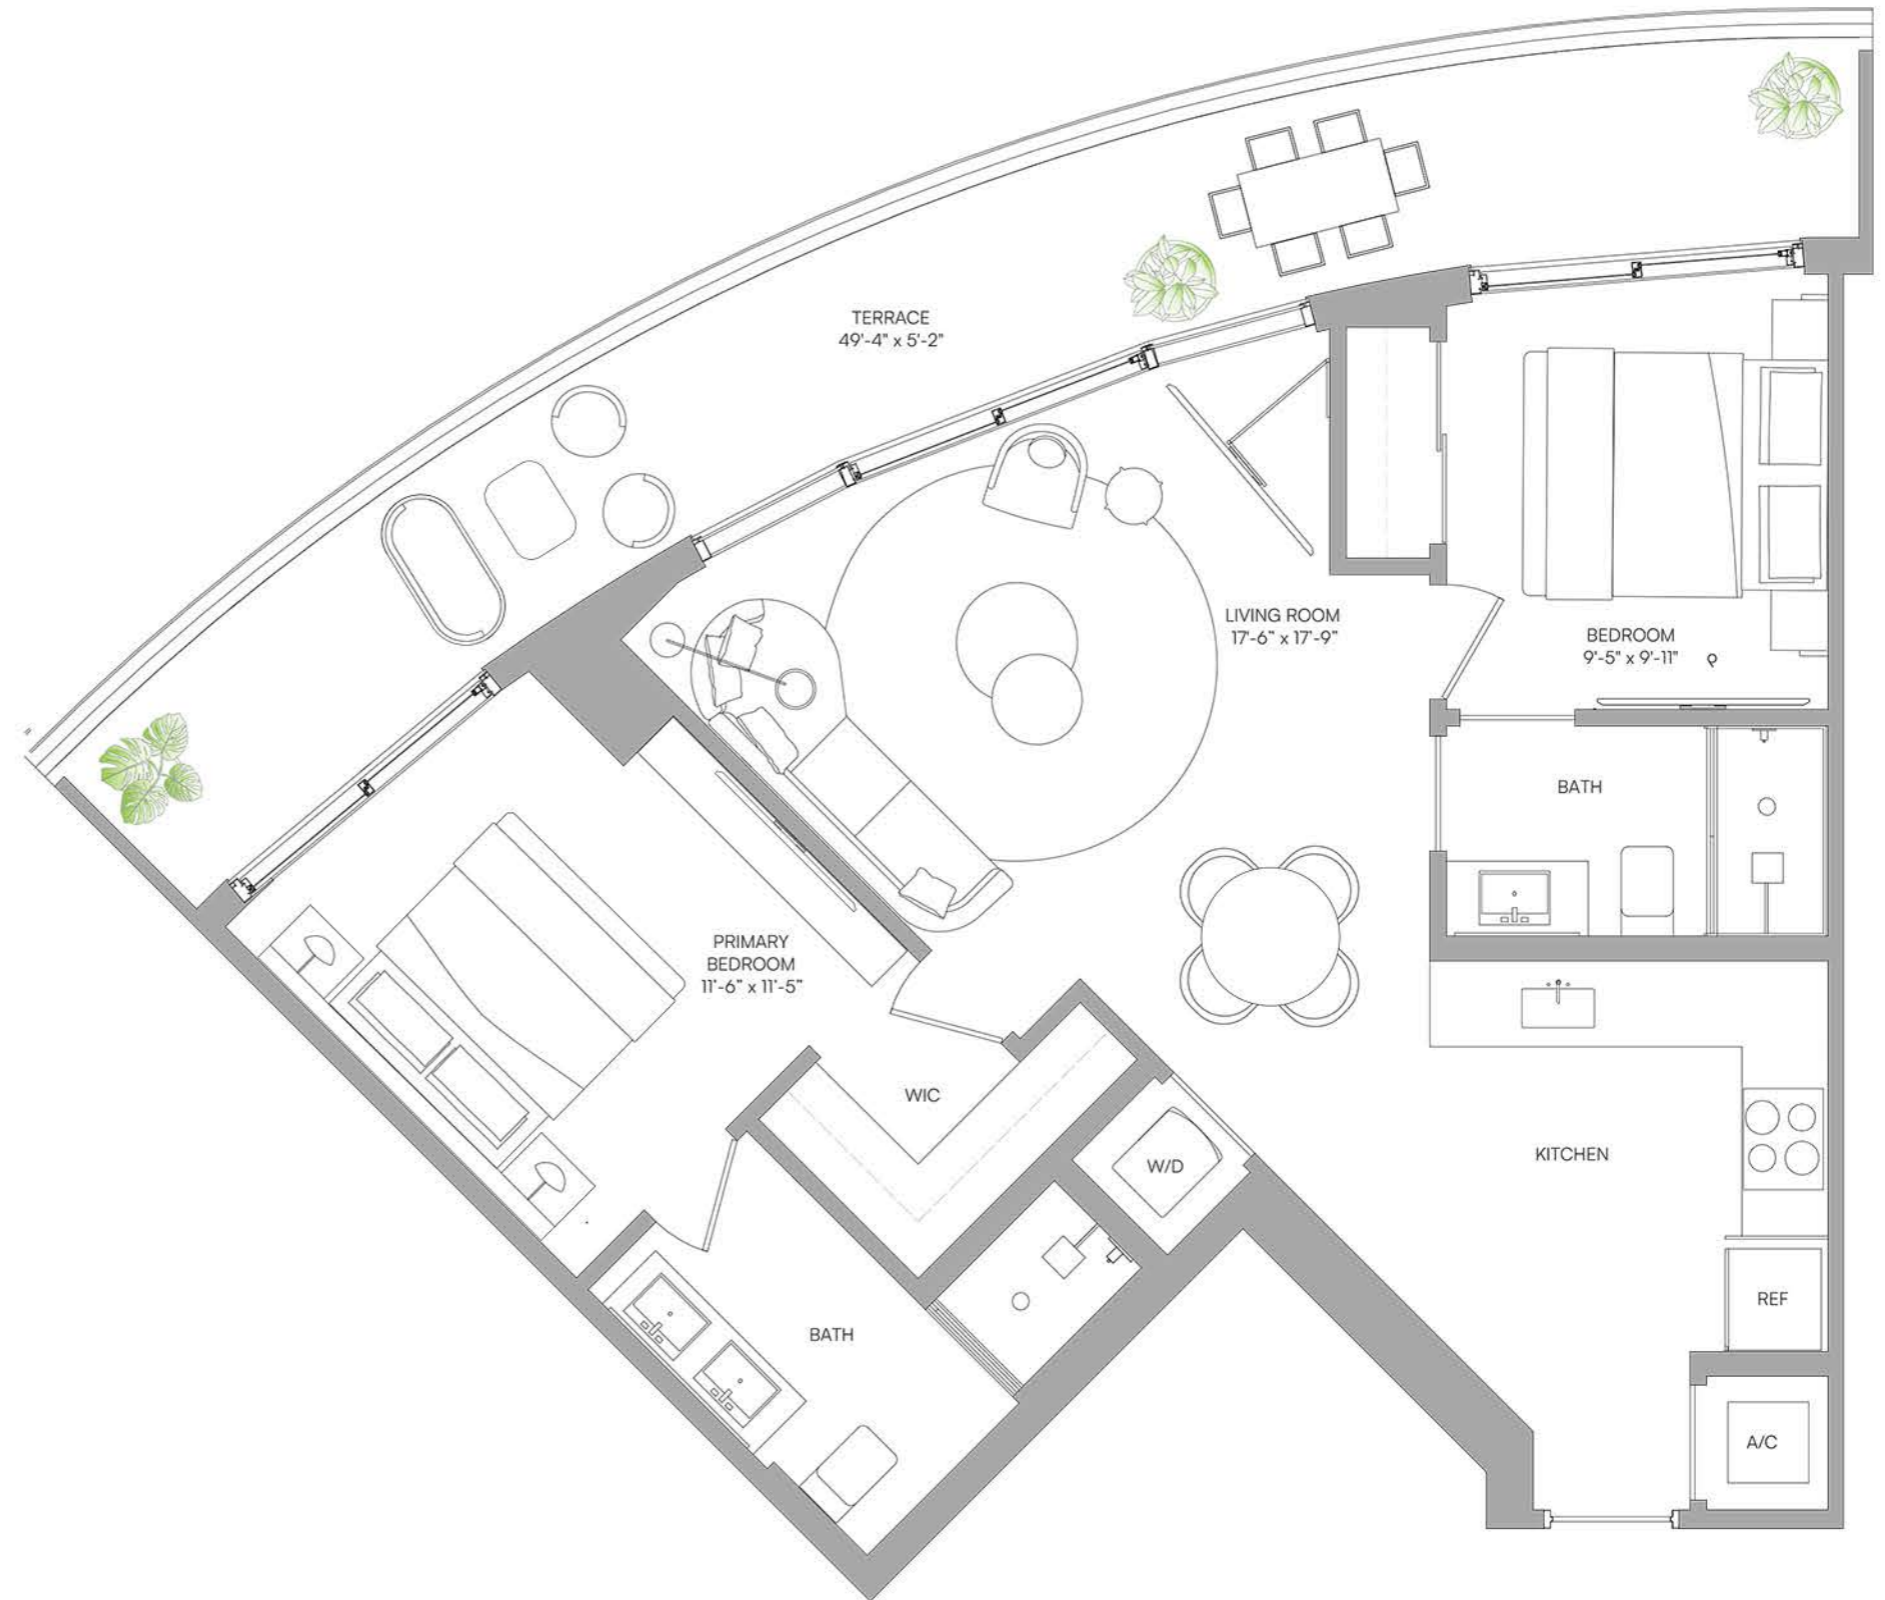 TERRACE
49'-4" x 5'-2"
LIVING ROOM
17'-6" x 17'-9"
BEDROOM
9'-5" x 9'-11"
BATH
PRIMARY
BEDROOM
11'-6" x 11'-5"
WIC
W/D
KITCHEN
REF
BATH
A/C